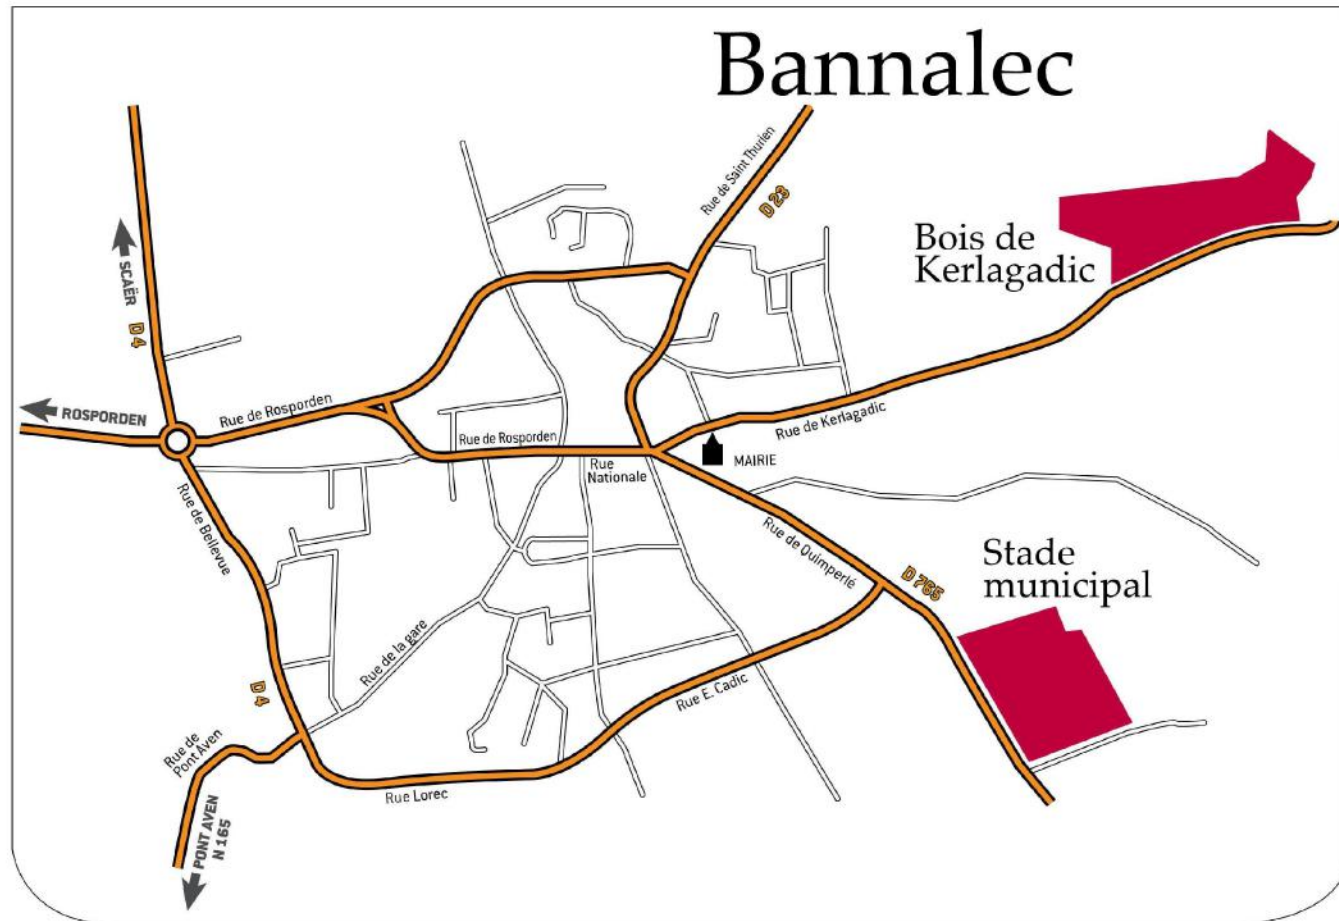 Bannalec
Rue de Saint Thurien
D 23
Bois de
Kerlagadic
SCAËR
D 4
ROSPORDEN
Rue de Rosporden
Rue de Rosporden
Rue de Kerlagadic
Rue
Nationale
MAIRIE
Rue de Bellevue
Rue de Quimperlé
D 765
Stade
municipal
Rue de la gare
D 4
Rue E. Cadic
Rue de
Pont Aven
Rue Lorec
PONT AVEN
N 165